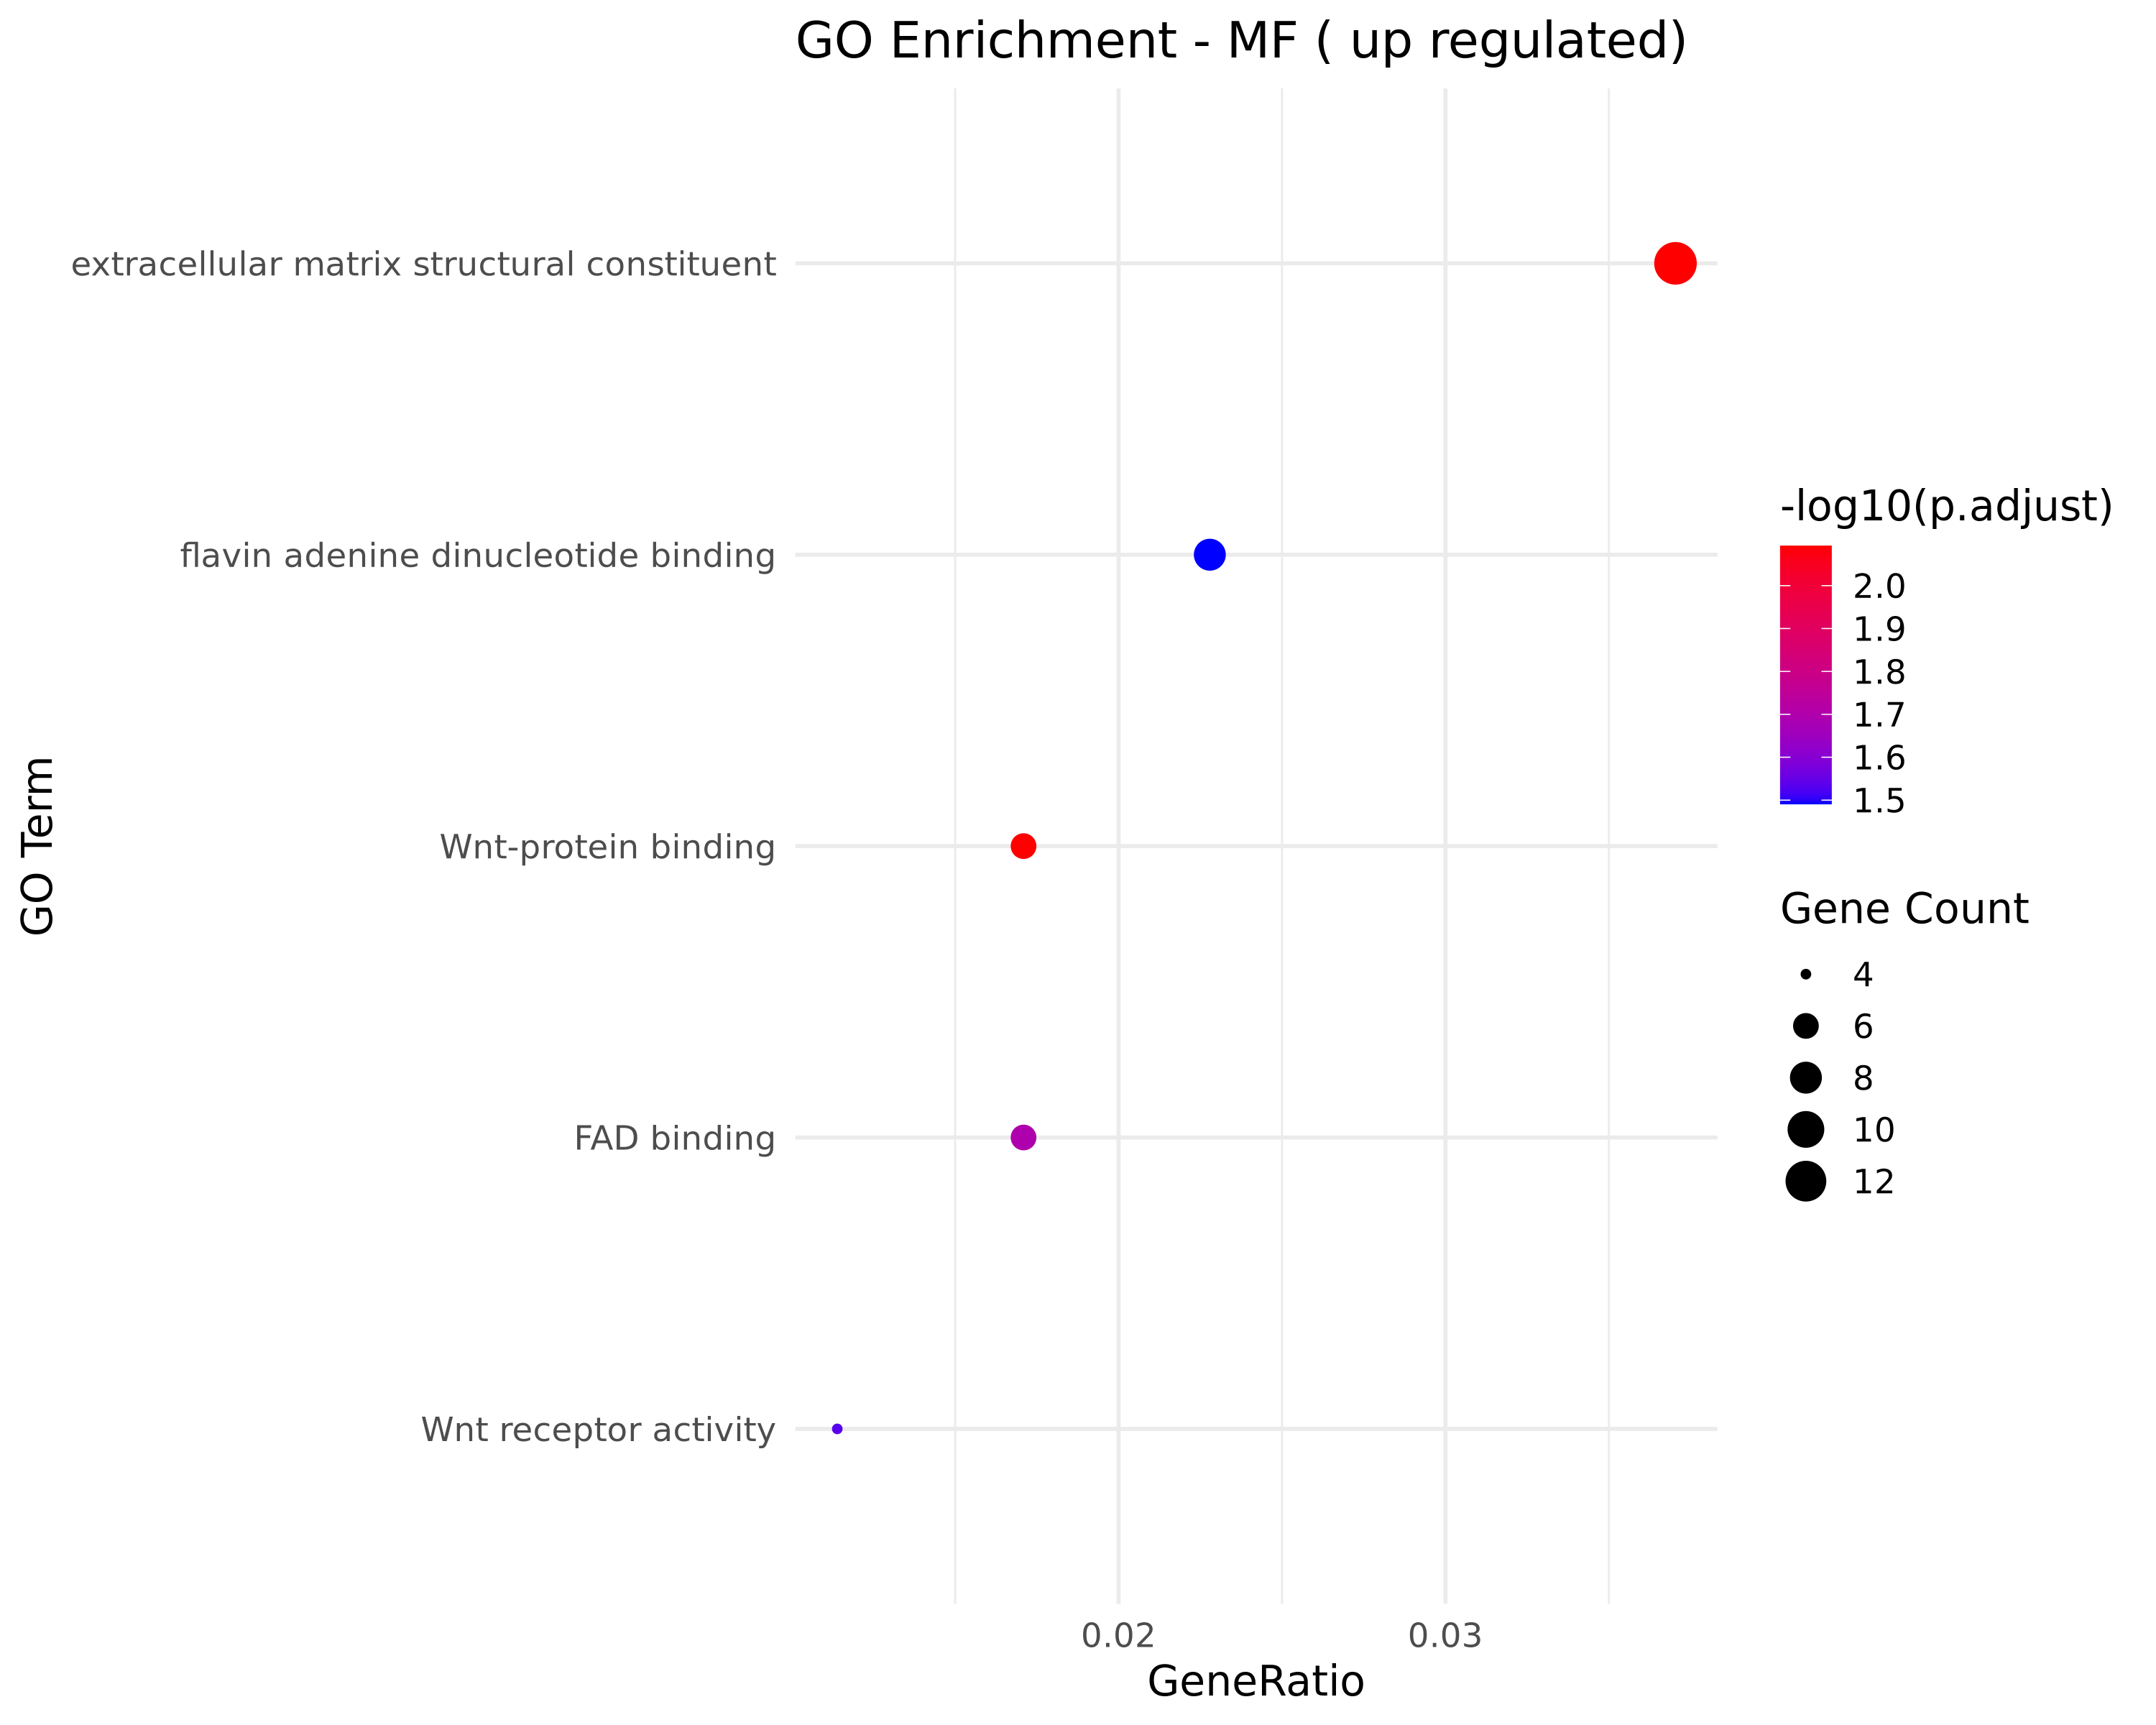 GO Enrichment - MF ( up regulated)
extracellular matrix structural constituent
flavin adenine dinucleotide binding
Wnt-protein binding
FAD binding
Wnt receptor activity
GO Term
0.02
0.03
GeneRatio
-log10(p.adjust)
2.0
1.9
1.8
1.7
1.6
1.5
Gene Count
4
6
8
10
12